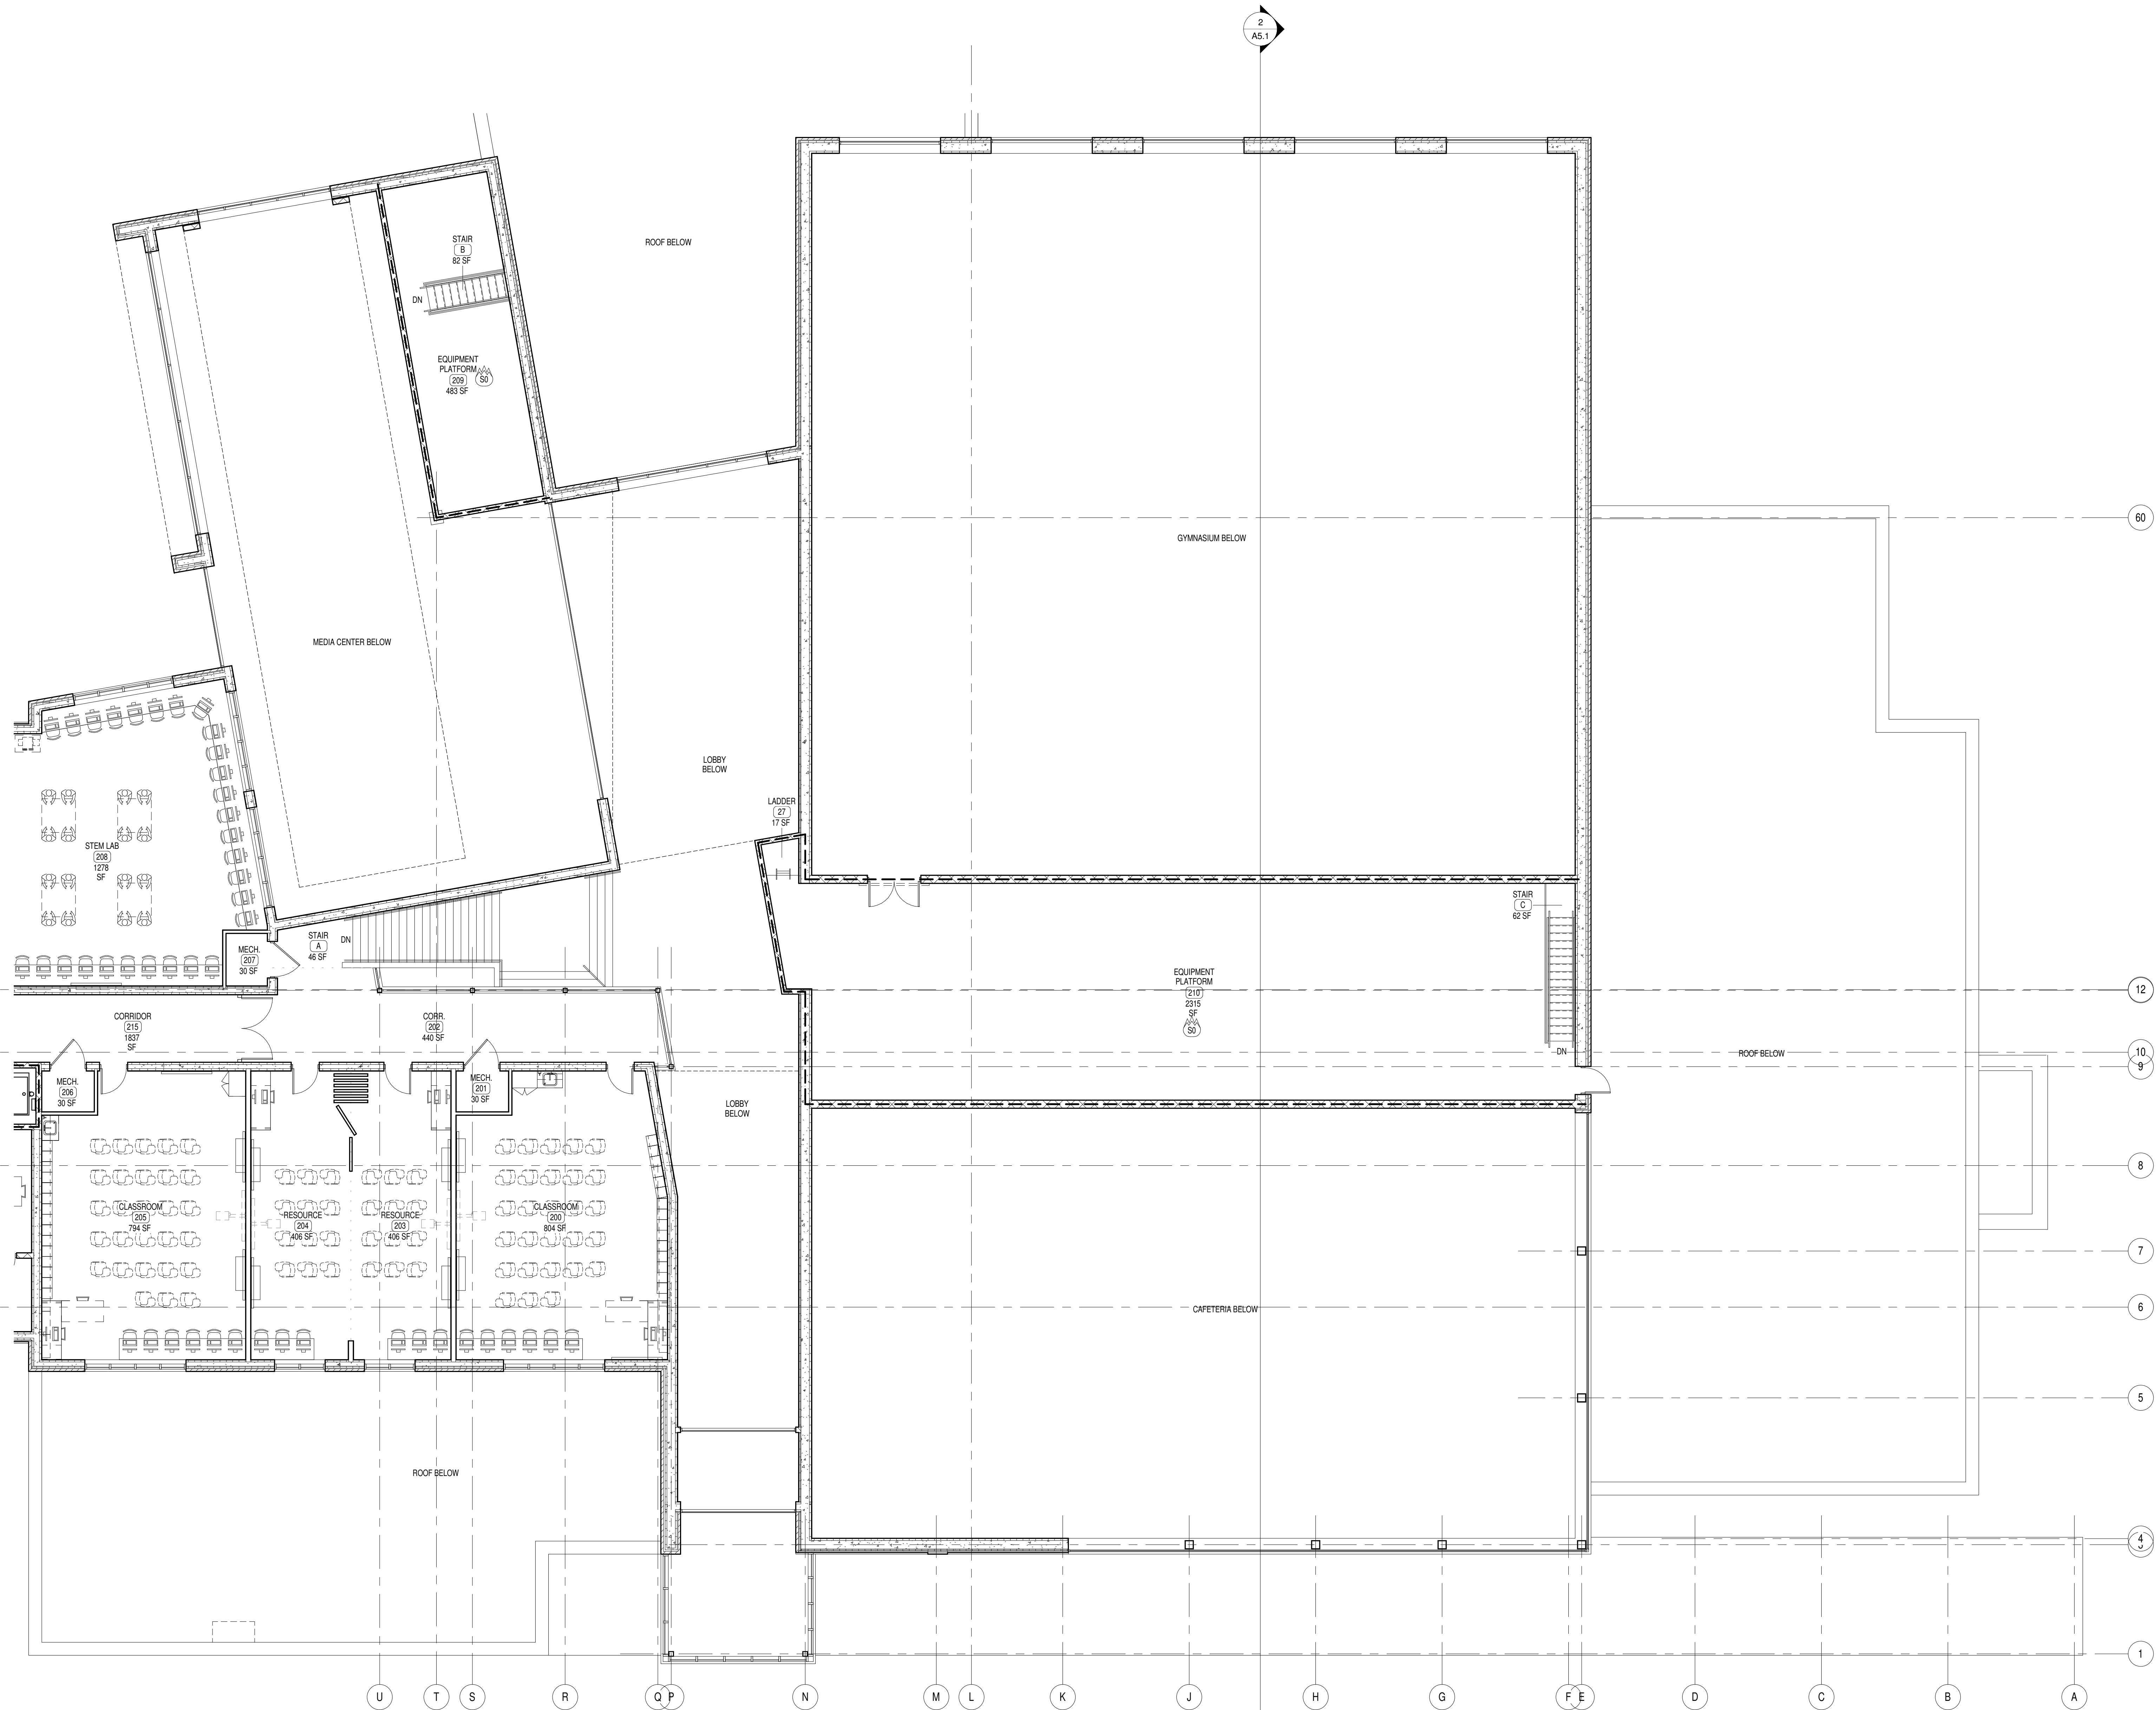 2
A5.1
STAIR
B
82 SF
DN
ROOF BELOW
EQUIPMENT
PLATFORM
209
483 SF
S0
60
GYMNASIUM BELOW
MEDIA CENTER BELOW
LOBBY
BELOW
LADDER
27
17 SF
STEM LAB
208
1278
SF
STAIR
C
62 SF
MECH.
207
30 SF
STAIR
A
46 SF
DN
EQUIPMENT
PLATFORM
210
2315
SF
S0
12
CORRIDOR
215
1837
SF
CORR.
202
440 SF
DN
ROOF BELOW
10
9
MECH.
206
30 SF
MECH.
201
30 SF
LOBBY
BELOW
8
CLASSROOM
205
794 SF
RESOURCE
204
406 SF
RESOURCE
203
406 SF
CLASSROOM
200
804 SF
7
CAFETERIA BELOW
6
5
ROOF BELOW
4
1
U
T
S
R
Q
P
N
M
L
K
J
H
G
F
E
D
C
B
A